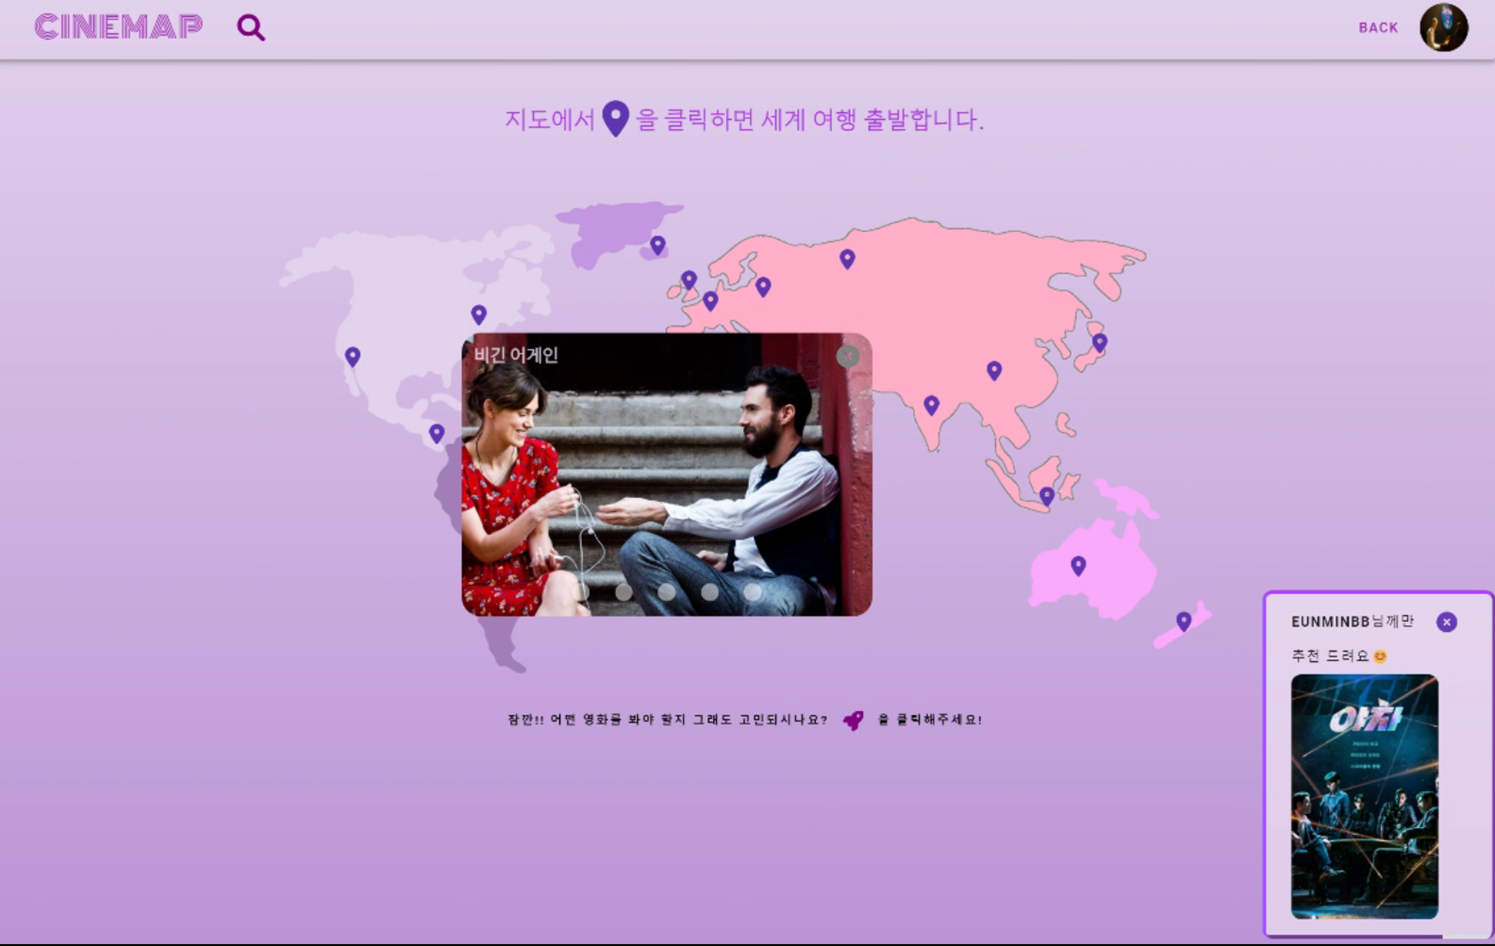 CINEMAP
BACK
지도에서 을 클릭하면 세계 여행 출발합니다.
비긴 어게인
EUNMINBB님께만
추천 드려요😊
야차
잠깐!! 어떤 영화를 봐야 할지 그래도 고민되시나요? 을 클릭해주세요!